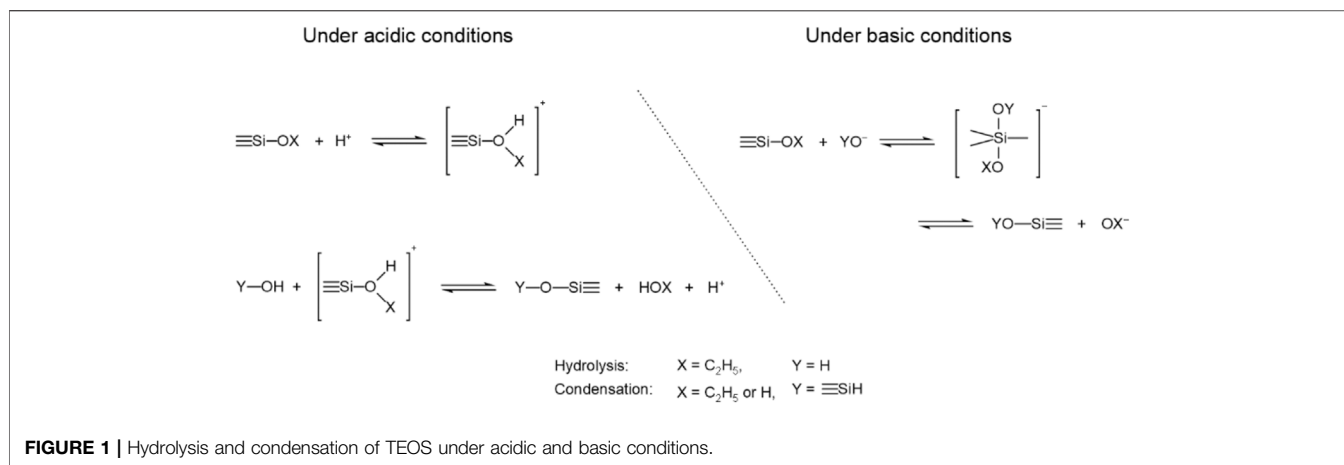 Under acidic conditions
Under basic conditions
≡Si–OX + H⁺ ⇌ [≡Si–O H X]⁺
≡Si–OX + YO⁻ ⇌ [OY Si XO]⁻
⇌ YO–Si≡ + OX⁻
Y–OH + [≡Si–O H X]⁺ ⇌ Y–O–Si≡ + HOX + H⁺
Hydrolysis: X = C₂H₅, Y = H
Condensation: X = C₂H₅ or H, Y = ≡SiH
FIGURE 1 | Hydrolysis and condensation of TEOS under acidic and basic conditions.